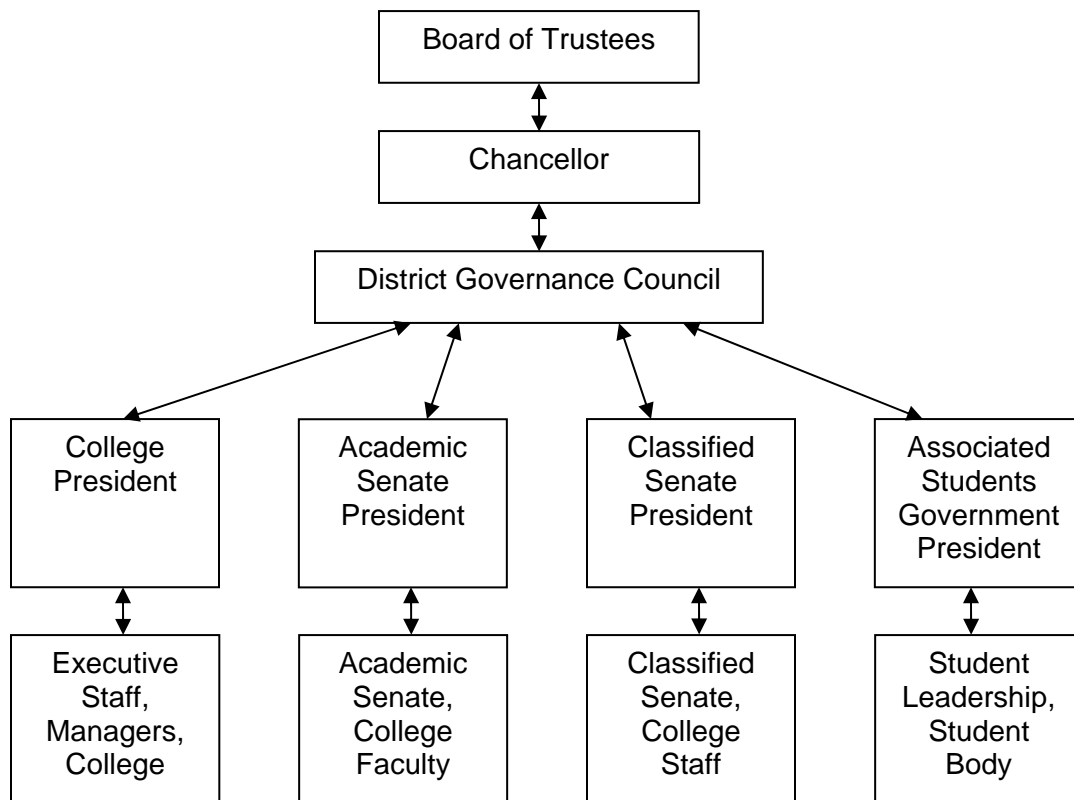 Board of Trustees
Chancellor
District Governance Council
College
President
Academic
Senate
President
Classified
Senate
President
Associated
Students
Government
President
Executive
Staff,
Managers,
College
Academic
Senate,
College
Faculty
Classified
Senate,
College
Staff
Student
Leadership,
Student
Body